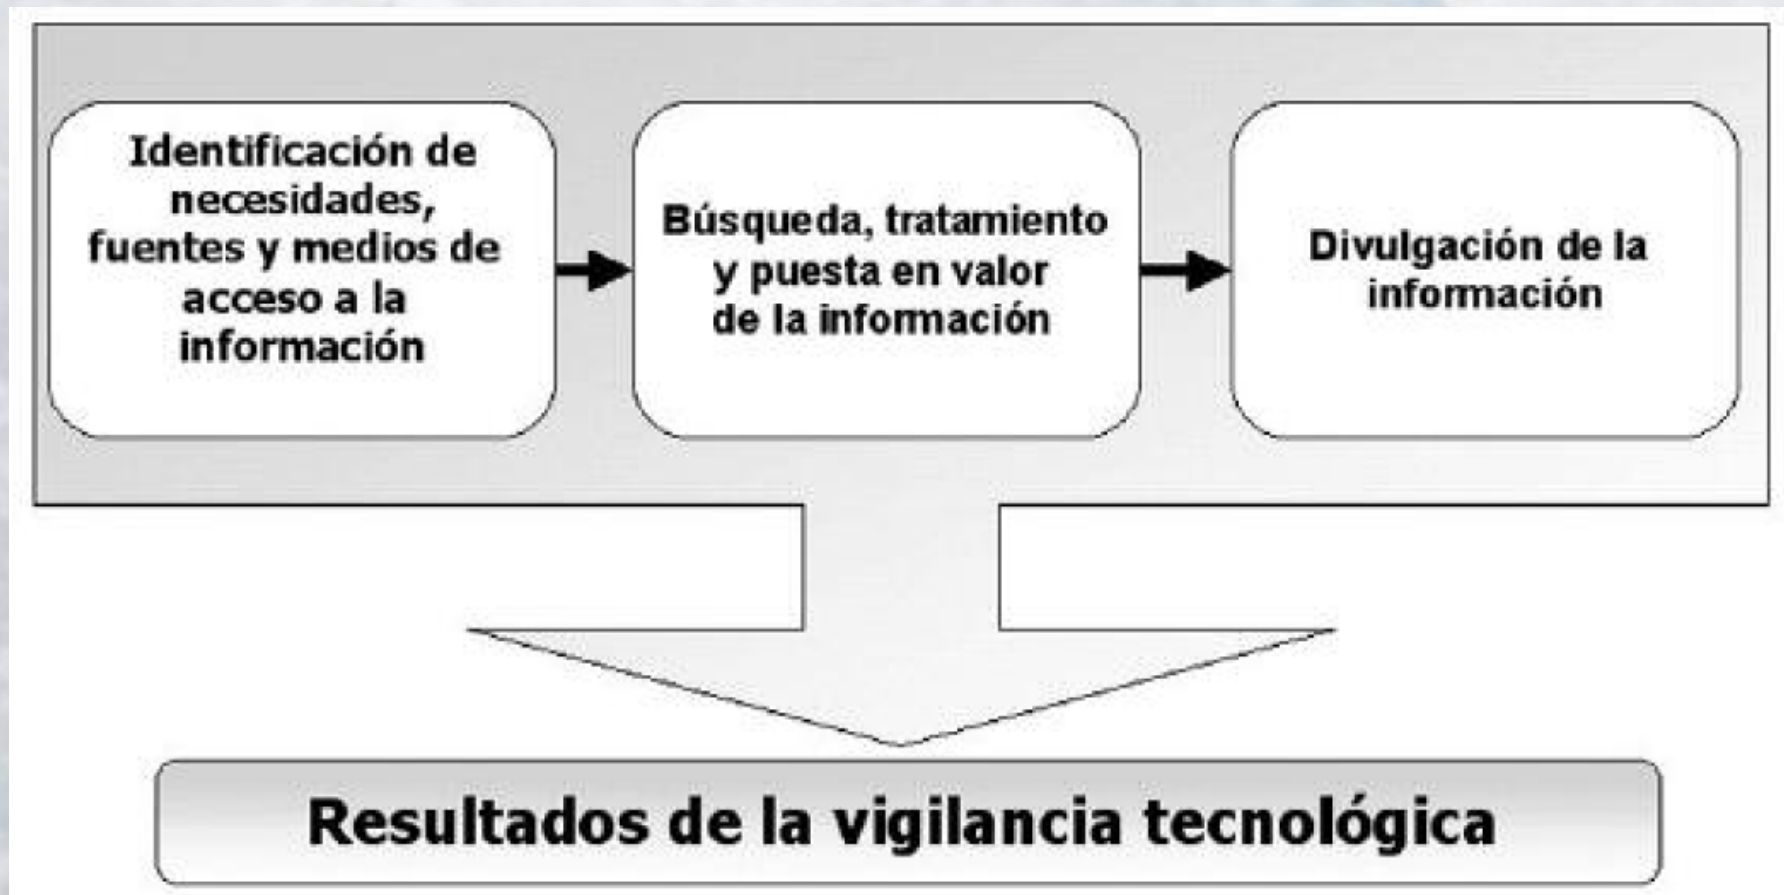 Identificación de
necesidades,
fuentes y medios de
acceso a la
información
Búsqueda, tratamiento
y puesta en valor
de la información
Divulgación de la
información
Resultados de la vigilancia tecnológica